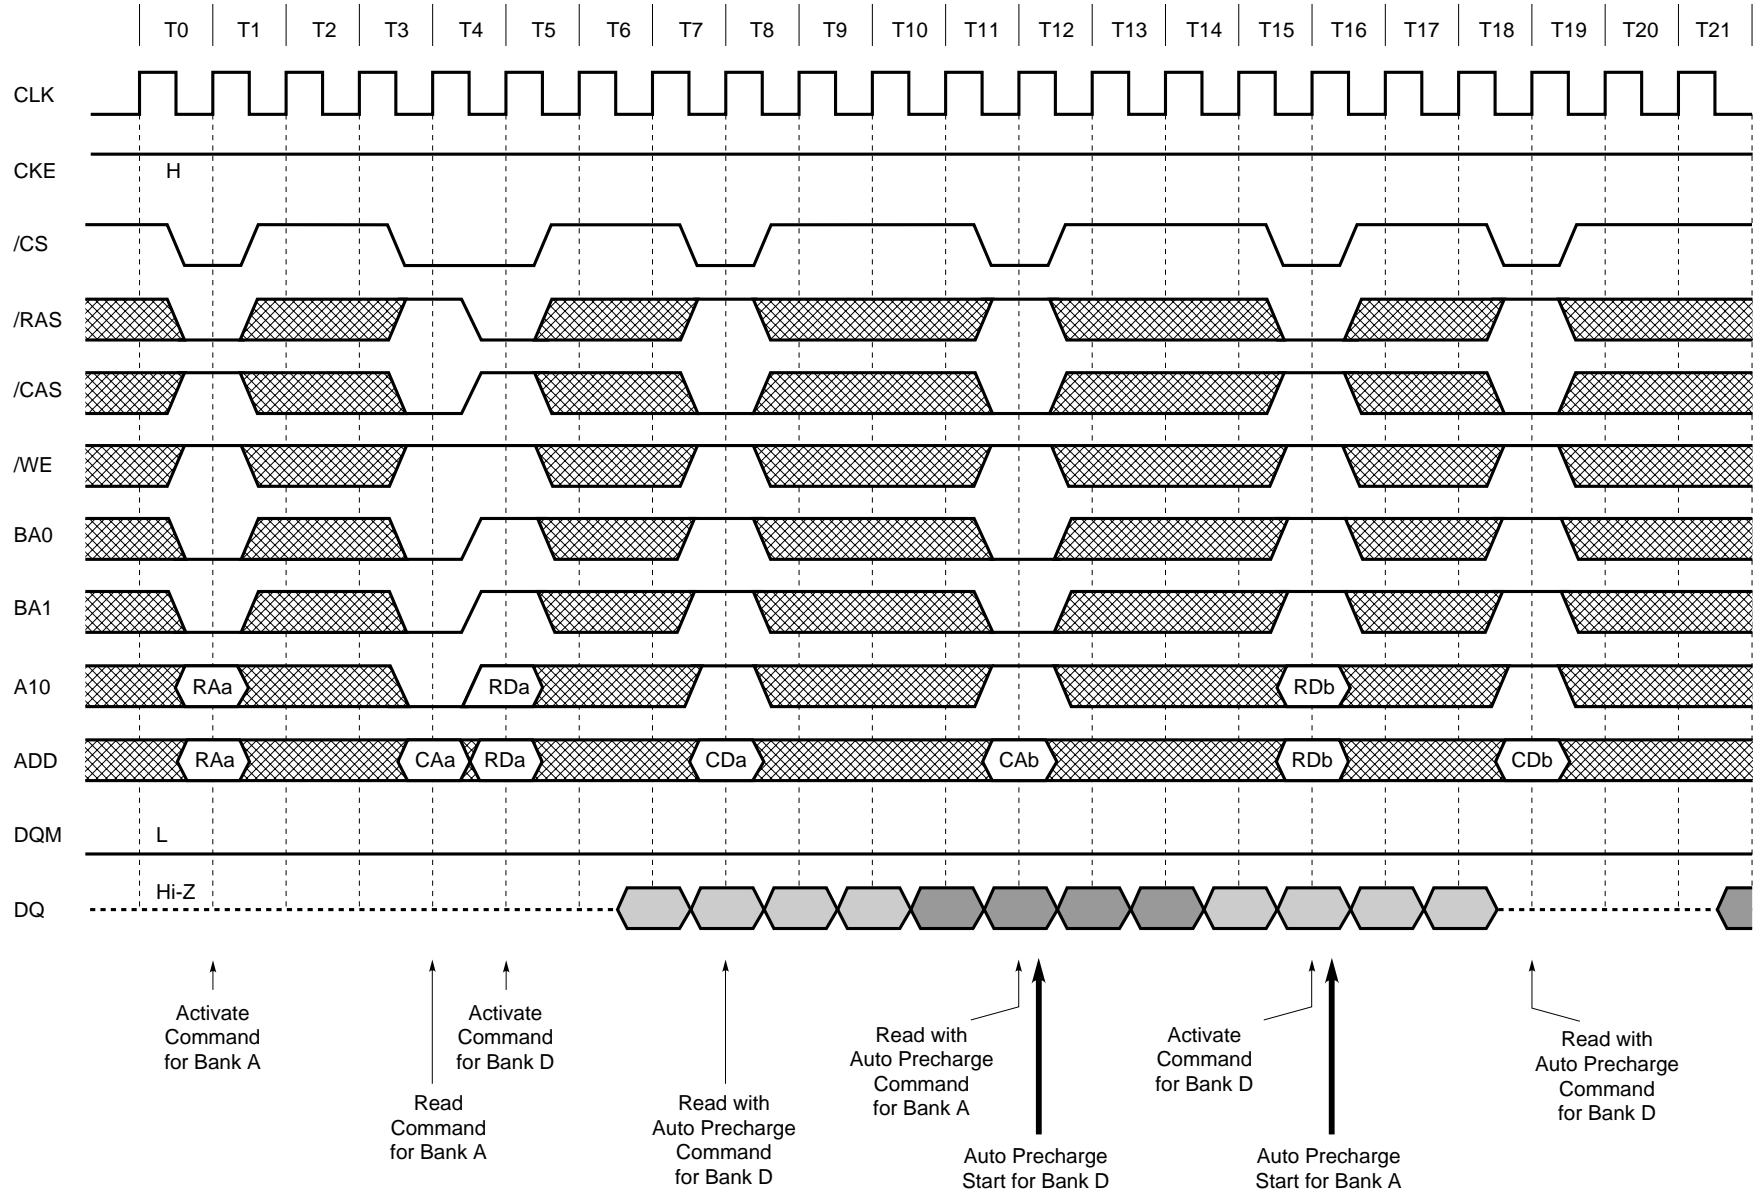 T0 T1 T2 T3 T4 T5 T6 T7 T8 T9 T10 T11 T12 T13 T14 T15 T16 T17 T18 T19 T20 T21
CLK
CKE H
/CS
/RAS
/CAS
/WE
BA0
BA1
A10 RAa RDa RDb
ADD RAa CAa RDa CDa CAb RDb CDb
DQM L
DQ Hi-Z
Activate
Command
for Bank A
Read
Command
for Bank A
Activate
Command
for Bank D
Read with
Auto Precharge
Command
for Bank D
Read with
Auto Precharge
Command
for Bank A
Auto Precharge
Start for Bank D
Activate
Command
for Bank D
Auto Precharge
Start for Bank A
Read with
Auto Precharge
Command
for Bank D